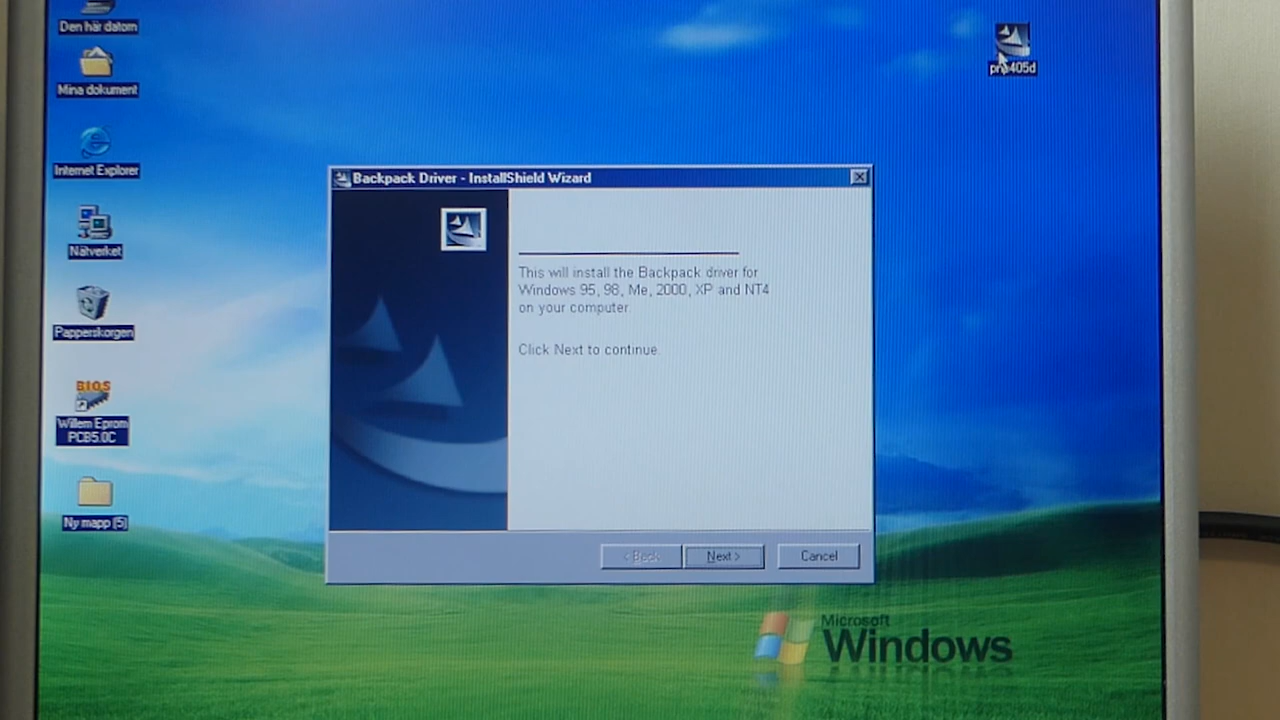 Den här datorn
Mina dokument
Internet Explorer
Nätverket
Papperskorgen
BIOS
Willem Eprom
PCB5.0C
Ny mapp (5)
Backpack Driver - InstallShield Wizard
This will install the Backpack driver for
Windows 95, 98, Me, 2000, XP and NT4
on your computer.
Click Next to continue.
< Back
Next >
Cancel
Microsoft
Windows